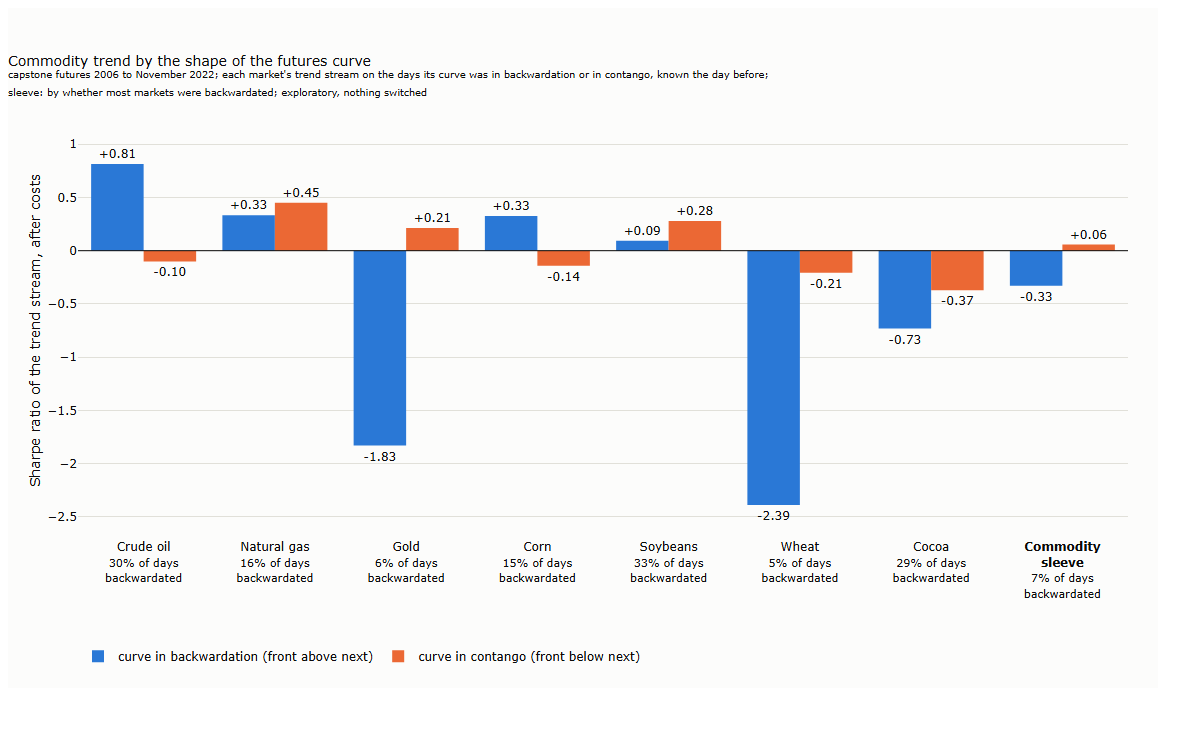 Commodity trend by the shape of the futures curve
capstone futures 2006 to November 2022; each market's trend stream on the days its curve was in backwardation or in contango, known the day before;
sleeve: by whether most markets were backwardated; exploratory, nothing switched
Sharpe ratio of the trend stream, after costs
1
0.5
0
−0.5
−1
−1.5
−2
−2.5
+0.81
-0.10
+0.33
+0.45
-1.83
+0.21
+0.33
-0.14
+0.09
+0.28
-2.39
-0.21
-0.73
-0.37
-0.33
+0.06
Crude oil
30% of days
backwardated
Natural gas
16% of days
backwardated
Gold
6% of days
backwardated
Corn
15% of days
backwardated
Soybeans
33% of days
backwardated
Wheat
5% of days
backwardated
Cocoa
29% of days
backwardated
Commodity
sleeve
7% of days
backwardated
curve in backwardation (front above next)
curve in contango (front below next)